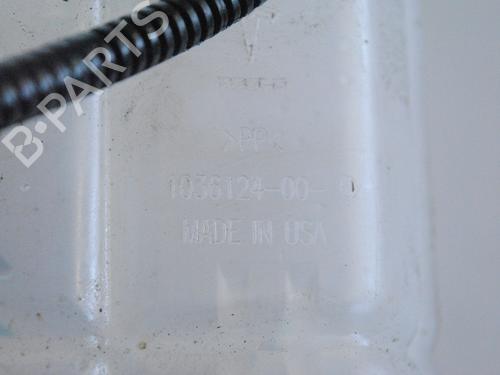 B·PARTS
>PP<
1036124-00-
MADE IN USA